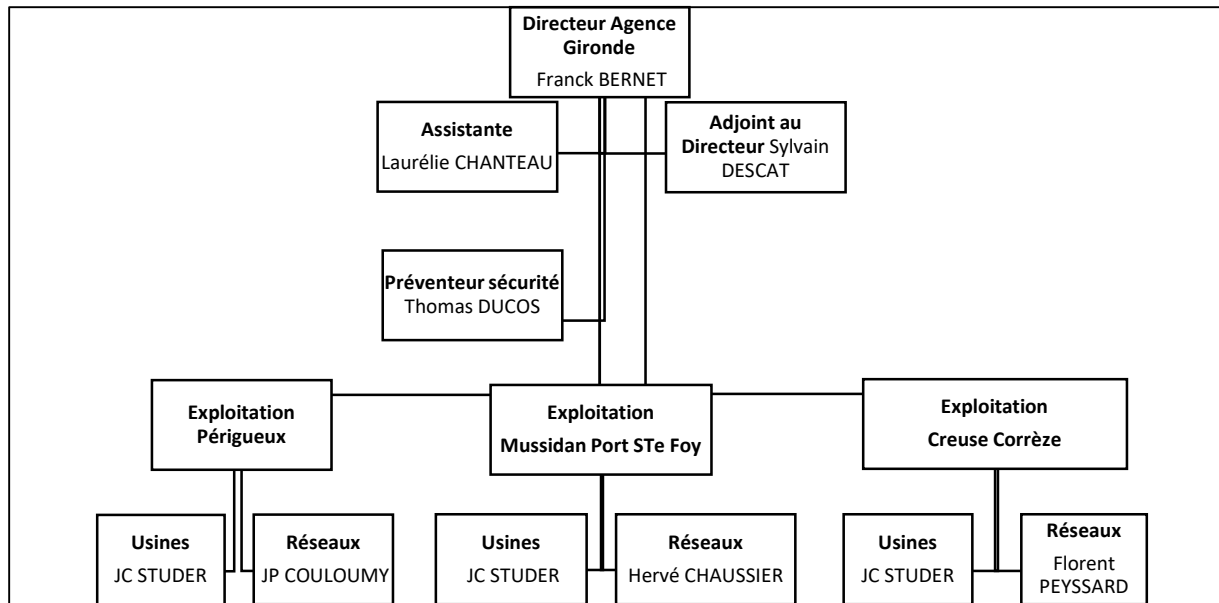 Directeur Agence
Gironde
Franck BERNET
Assistante
Laurélie CHANTEAU
Adjoint au
Directeur Sylvain
DESCAT
Préventeur sécurité
Thomas DUCOS
Exploitation
Périgueux
Exploitation
Mussidan Port STe Foy
Exploitation
Creuse Corrèze
Usines
JC STUDER
Réseaux
JP COULOUMY
Usines
JC STUDER
Réseaux
Hervé CHAUSSIER
Usines
JC STUDER
Réseaux
Florent
PEYSSARD